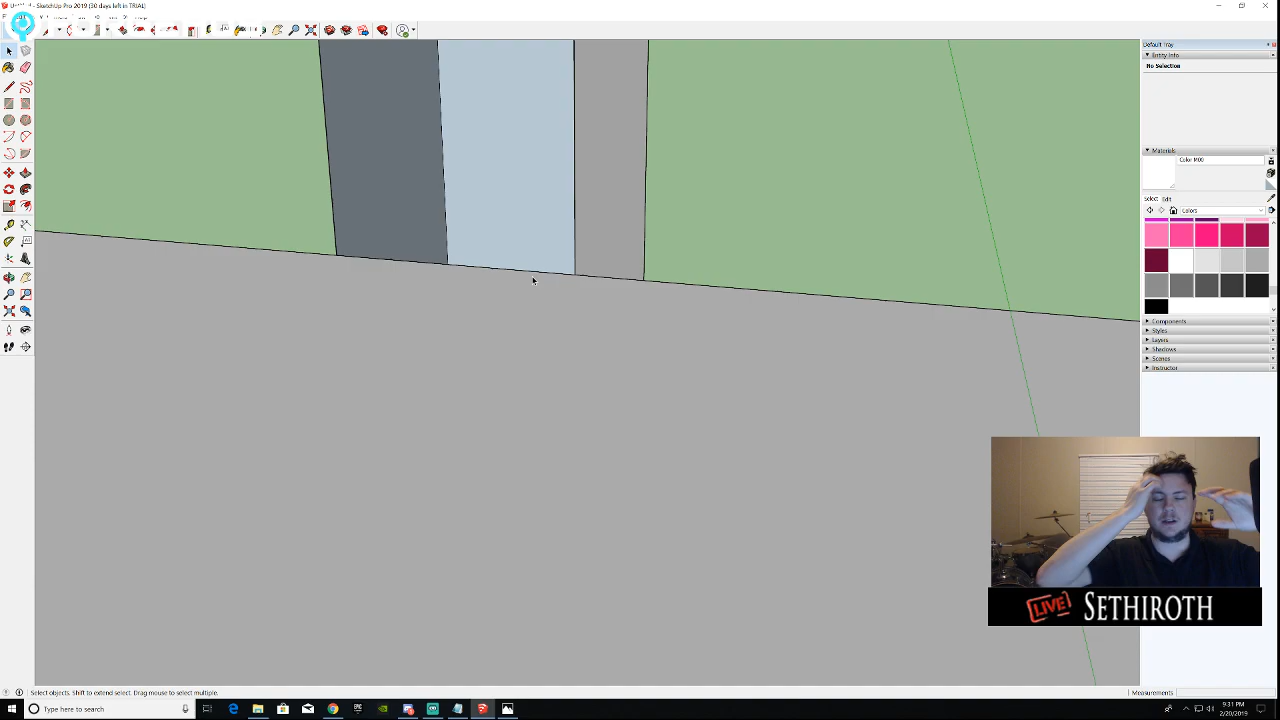 SketchUp Pro 2019 (30 days left in TRIAL)
Default Tray
Entity Info
No Selection
Materials
Color M00
Select
Edit
Colors
Components
Styles
Layers
Shadows
Scenes
Instructor
LIVE
SETHIROTH
Select objects. Shift to extend select. Drag mouse to select multiple.
Measurements
Type here to search
9:31 PM
2/20/2019